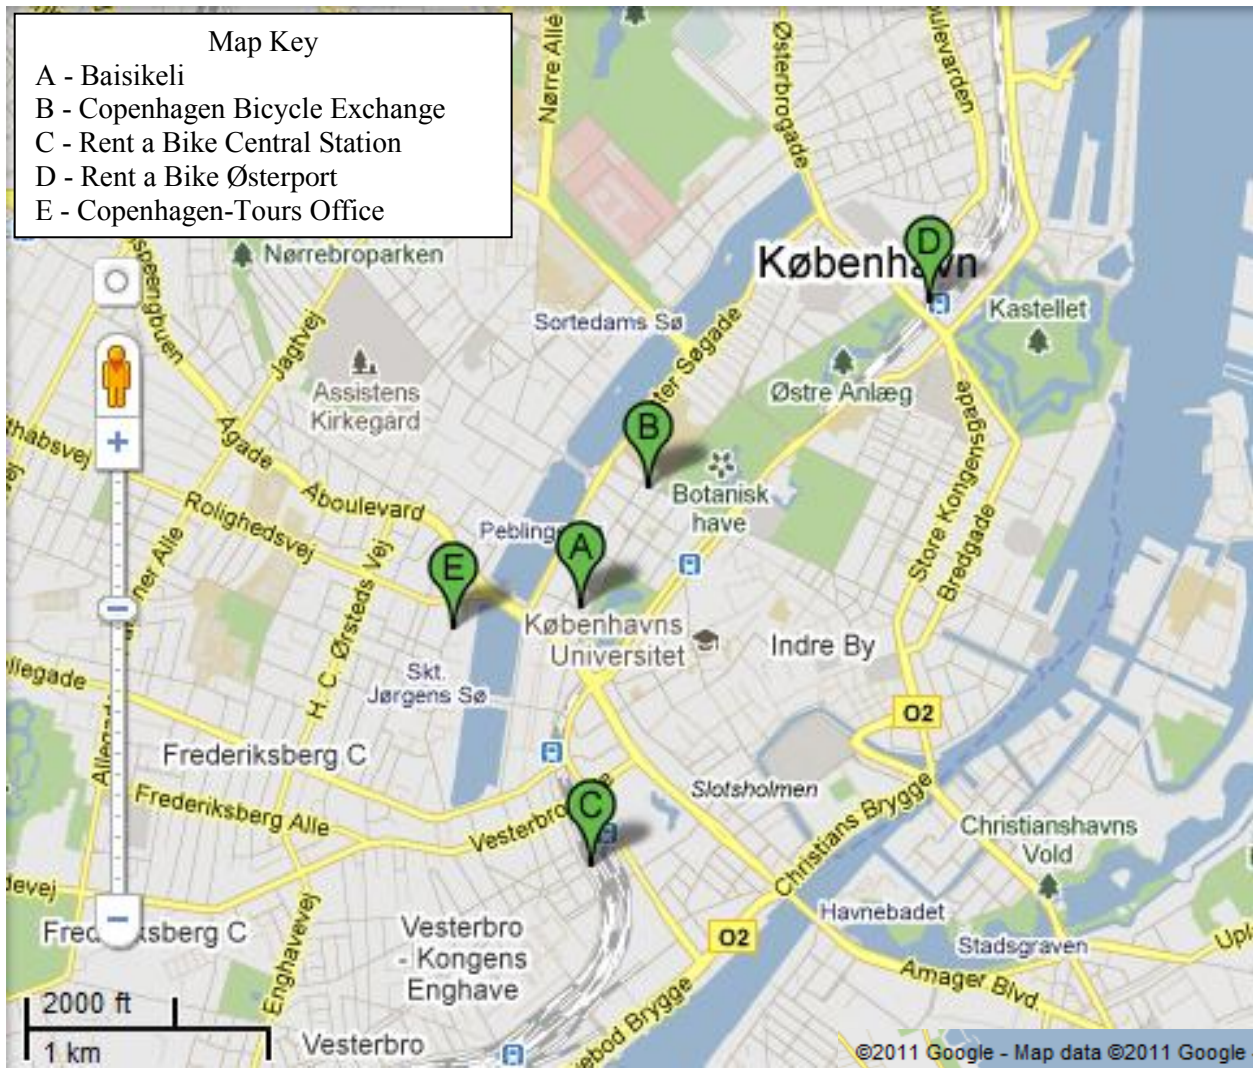 Map Key
A - Baisikeli
B - Copenhagen Bicycle Exchange
C - Rent a Bike Central Station
D - Rent a Bike Østerport
E - Copenhagen-Tours Office
Nørre Allé
Østerbrogade
Nørrebroparken
København
D
Kastellet
Sortedams Sø
Jagtvej
Assistens
Kirkegård
Østre Anlæg
B
Botanisk
have
Ågade
Åboulevard
Rolighedsvej
A
E
Store Kongensgade
Bredgade
H. C. Ørsteds Vej
Københavns
Universitet
Indre By
Skt.
Jørgens Sø
O2
Frederiksberg C
Frederiksberg Alle
C
Slotsholmen
Christians Brygge
Christianshavns
Vold
Havnebadet
Stadsgraven
O2
Vesterbro
- Kongens
Enghave
Enghavevej
Amager Blvd.
2000 ft
1 km
Vesterbro
©2011 Google - Map data ©2011 Google -